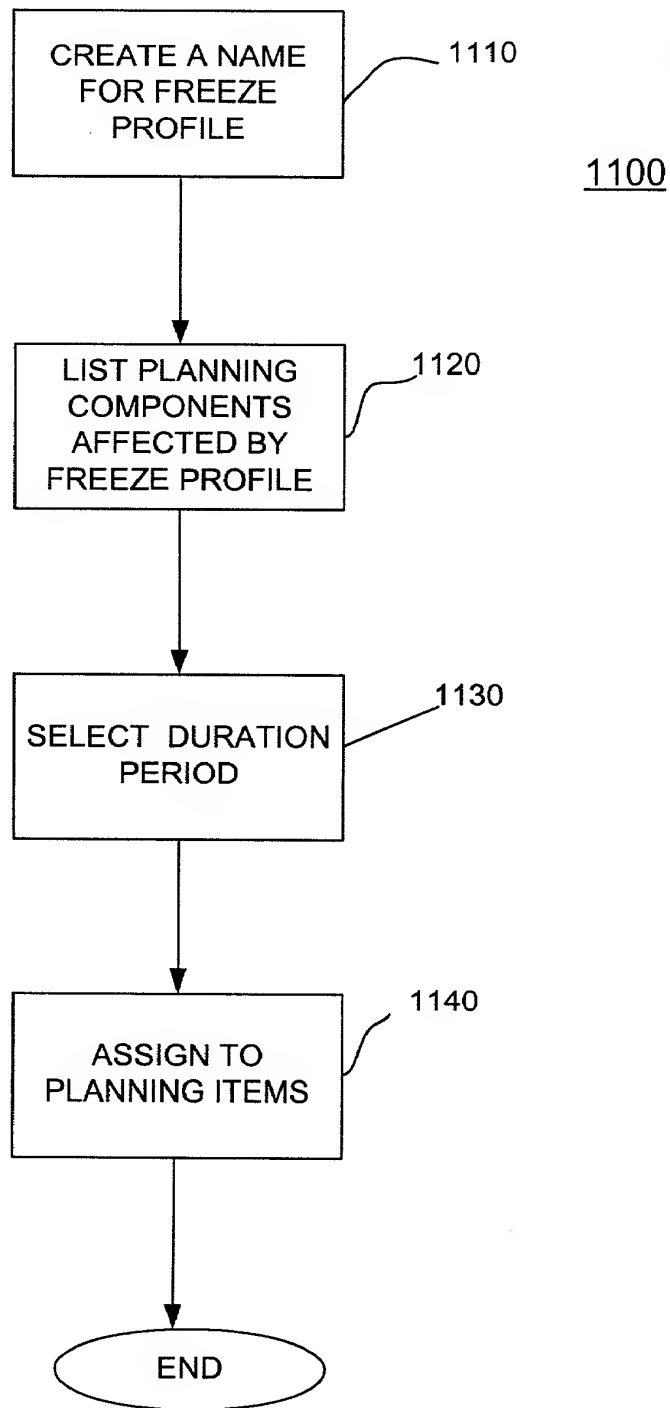 CREATE A NAME
FOR FREEZE
PROFILE
1110
1100
LIST PLANNING
COMPONENTS
AFFECTED BY
FREEZE PROFILE
1120
SELECT DURATION
PERIOD
1130
ASSIGN TO
PLANNING ITEMS
1140
END